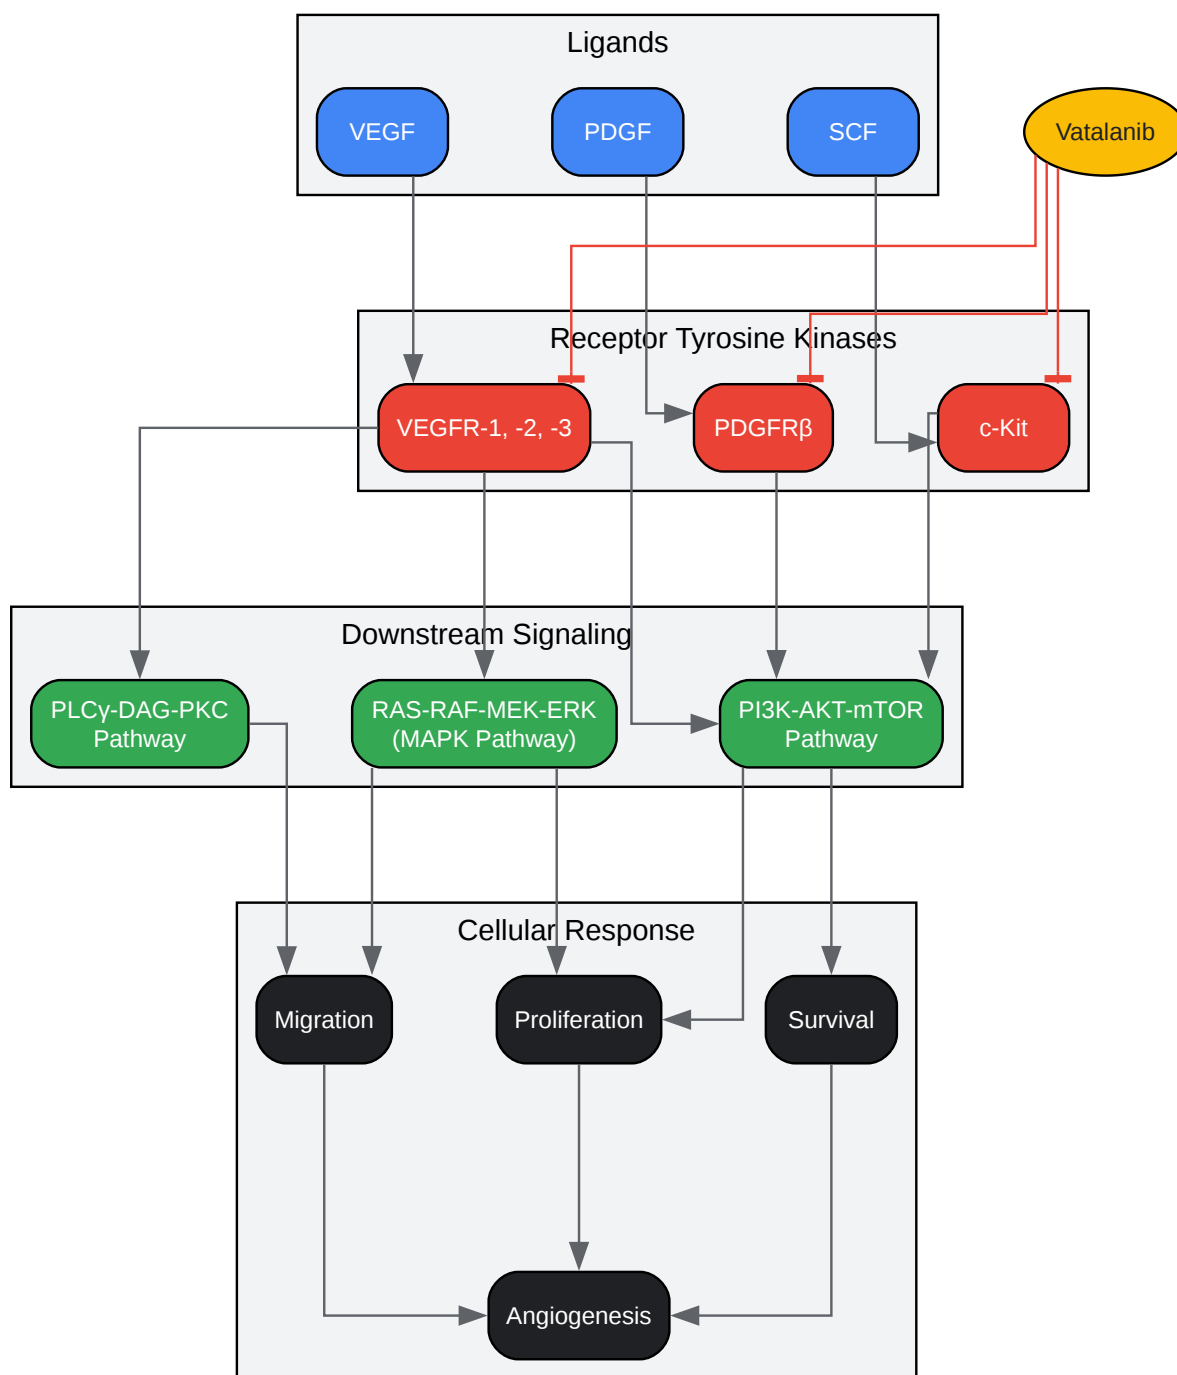 Ligands
VEGF
PDGF
SCF
Vatalanib
Receptor Tyrosine Kinases
VEGFR-1, -2, -3
PDGFRβ
c-Kit
Downstream Signaling
PLCγ-DAG-PKC
Pathway
RAS-RAF-MEK-ERK
(MAPK Pathway)
PI3K-AKT-mTOR
Pathway
Cellular Response
Migration
Proliferation
Survival
Angiogenesis